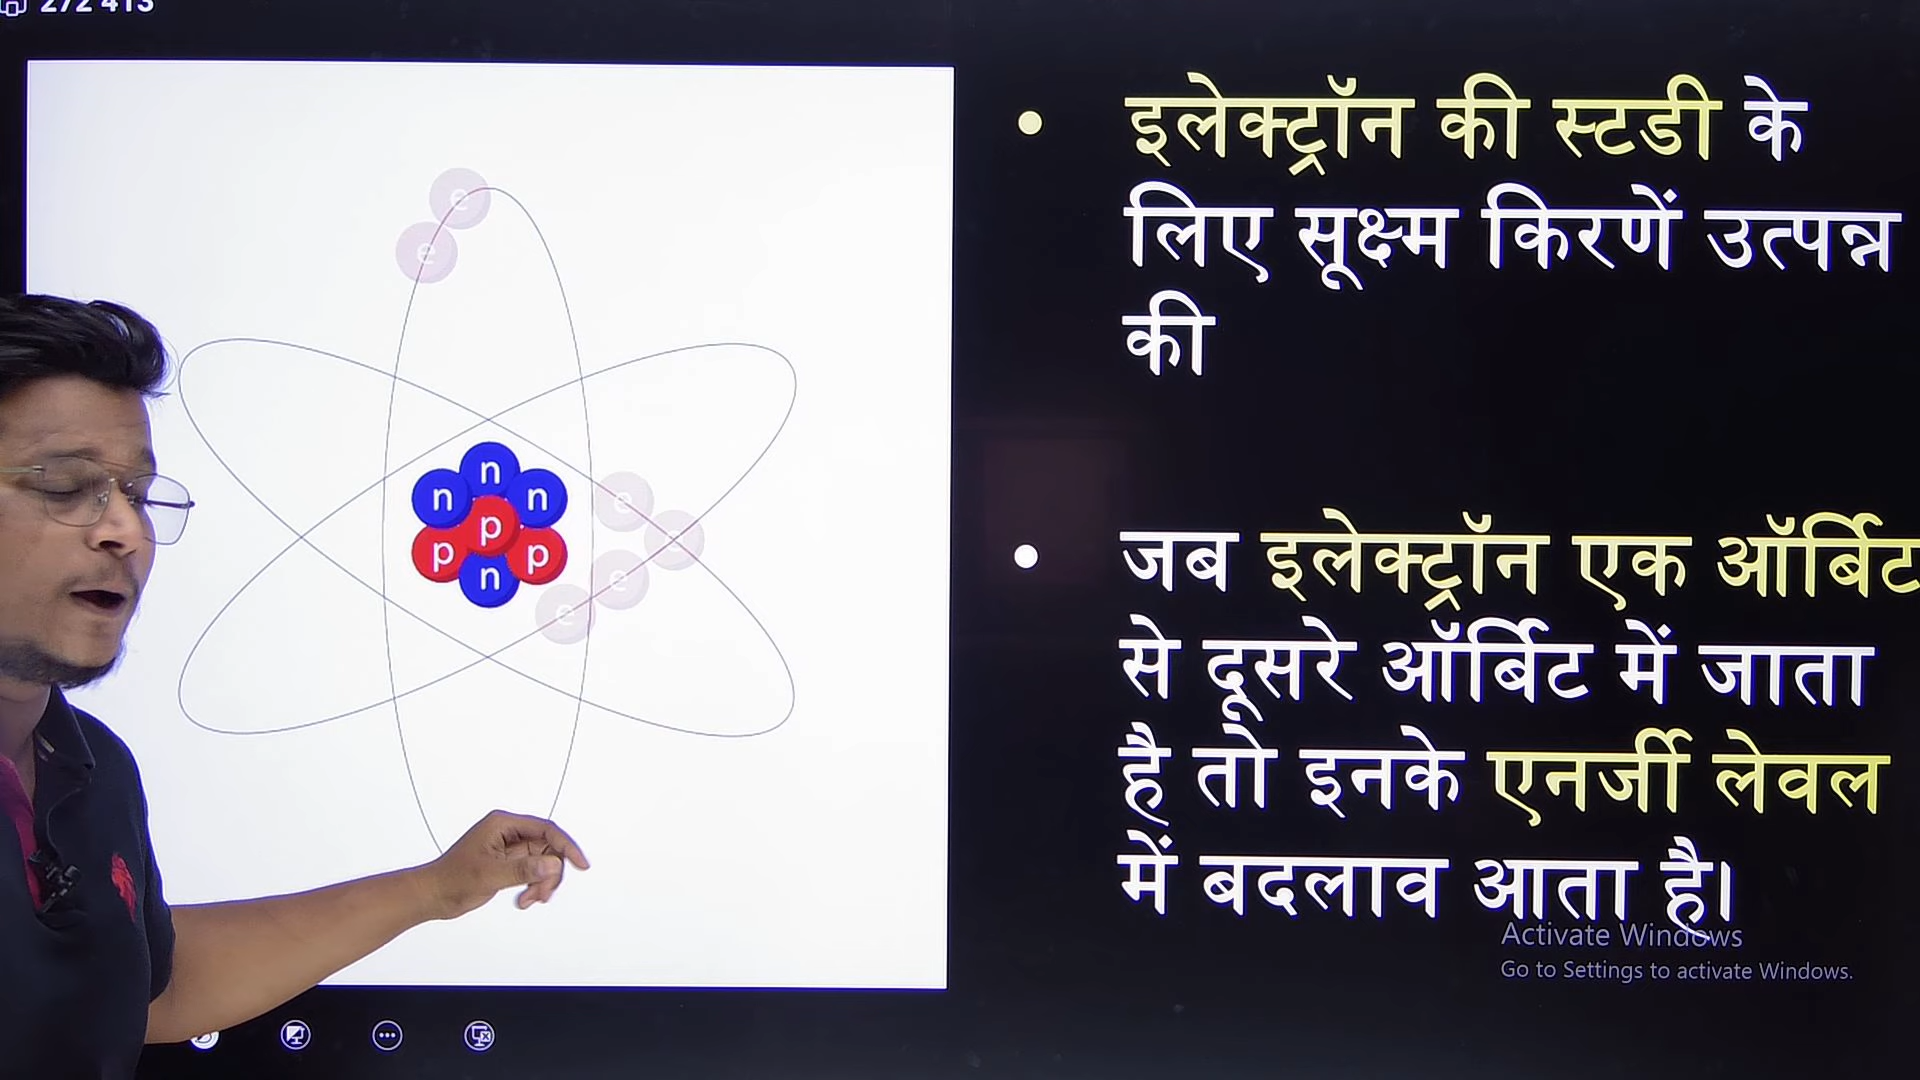 272 413
इलेक्ट्रॉन की स्टडी के
लिए सूक्ष्म किरणें उत्पन्न
की
जब इलेक्ट्रॉन एक ऑर्बिट
से दूसरे ऑर्बिट में जाता
है तो इनके एनर्जी लेवल
में बदलाव आता है।
e
e
n
n n
p
p p
n
e
e
e
e
Activate Windows
Go to Settings to activate Windows.